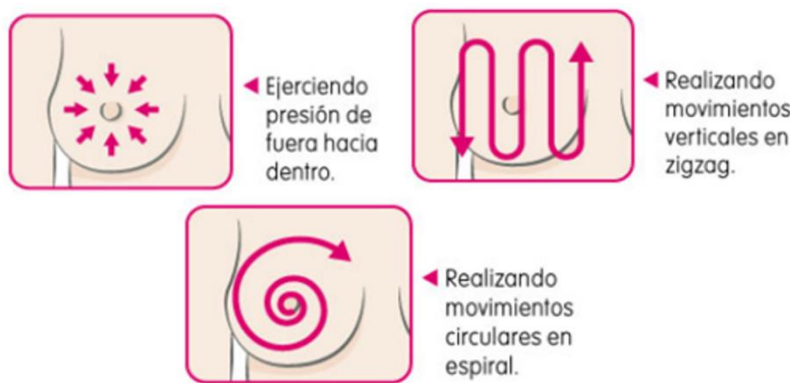 Ejerciendo
presión de
fuera hacia
dentro.
Realizando
movimientos
verticales en
zigzag.
Realizando
movimientos
circulares en
espiral.